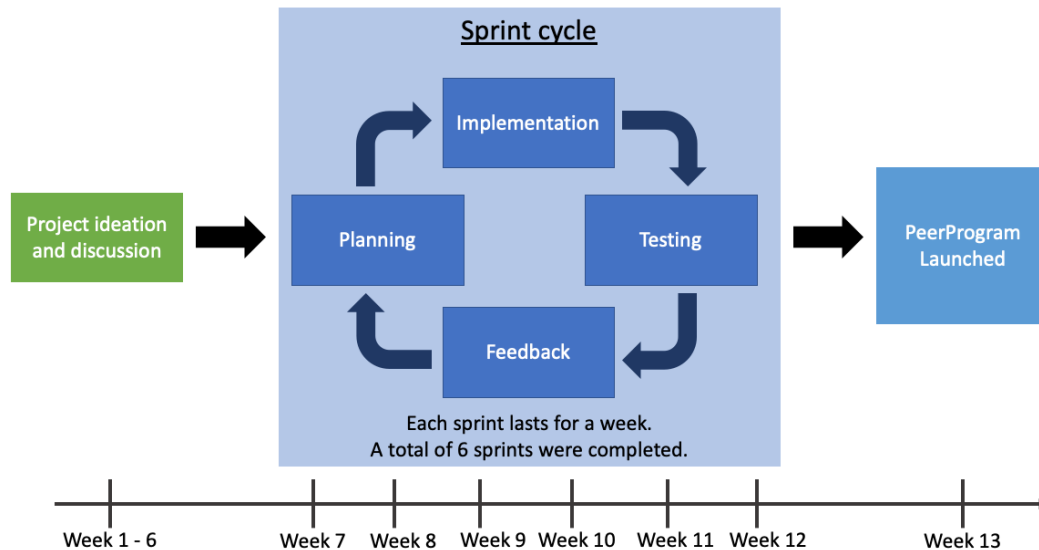 Sprint cycle
Implementation
Project ideation
and discussion
Planning
Testing
PeerProgram
Launched
Feedback
Each sprint lasts for a week.
A total of 6 sprints were completed.
Week 1 - 6
Week 7
Week 8
Week 9
Week 10
Week 11
Week 12
Week 13